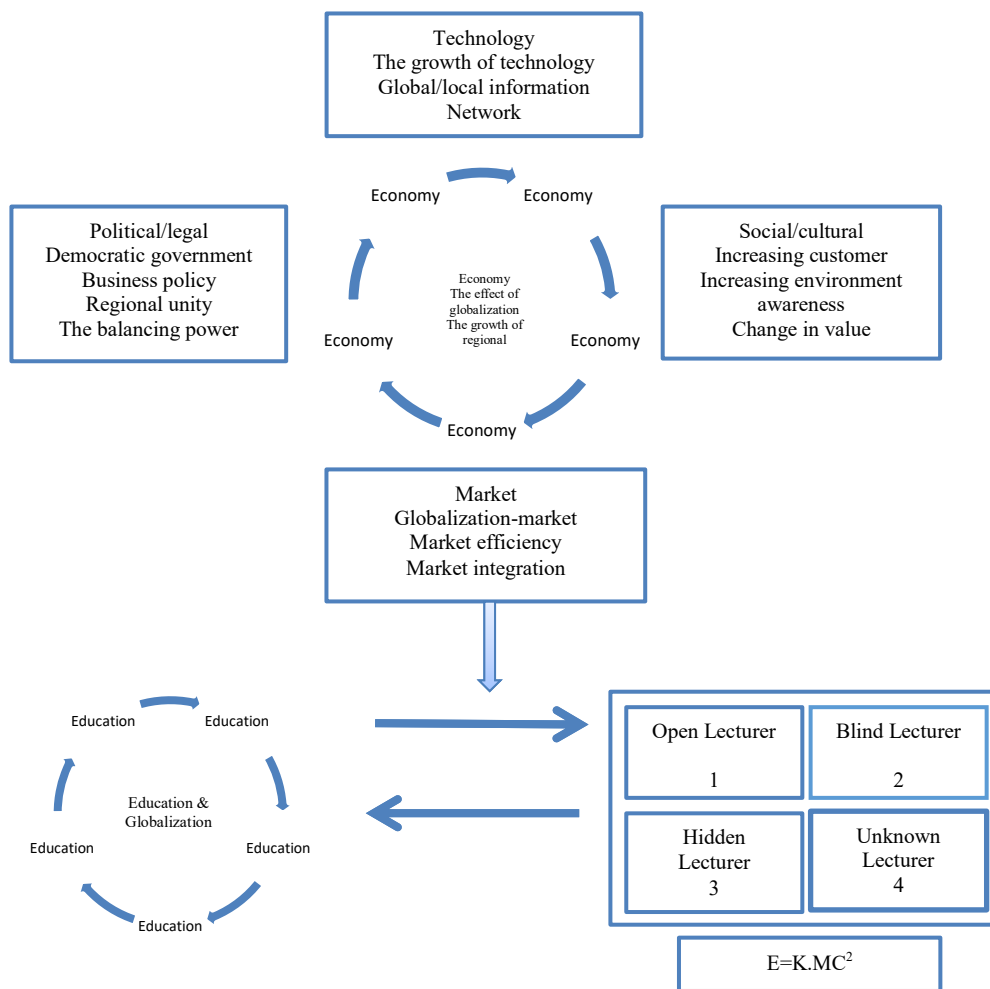 Technology
The growth of technology
Global/local information
Network
Economy
Economy
Political/legal
Democratic government
Business policy
Regional unity
The balancing power
Social/cultural
Increasing customer
Increasing environment
awareness
Change in value
Economy
The effect of
globalization
The growth of
regional
Economy
Economy
Economy
Market
Globalization-market
Market efficiency
Market integration
Education
Education
Education &
Globalization
Education
Education
Education
Open Lecturer
1
Blind Lecturer
2
Hidden
Lecturer
3
Unknown
Lecturer
4
E=K.MC²